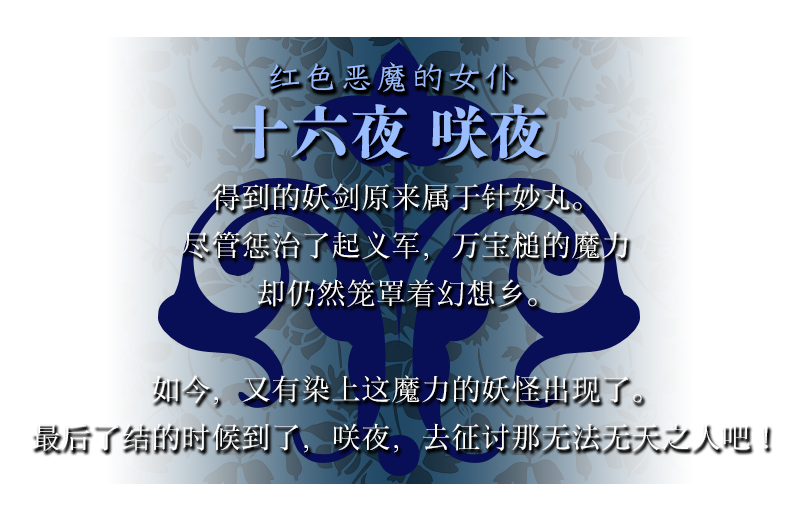 红色恶魔的女仆
十六夜 咲夜
得到的妖剑原来属于针妙丸。
尽管惩治了起义军，万宝槌的魔力
却仍然笼罩着幻想乡。
如今，又有染上这魔力的妖怪出现了。
最后了结的时候到了，咲夜，去征讨那无法无天之人吧！